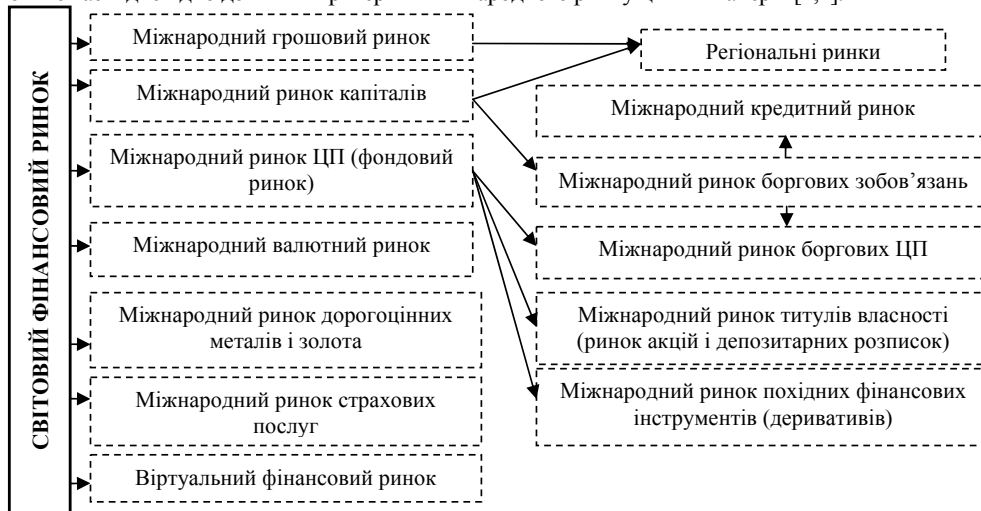 СВІТОВИЙ ФІНАНСОВИЙ РИНОК
Міжнародний грошовий ринок
Міжнародний ринок капіталів
Міжнародний ринок ЦП (фондовий
ринок)
Міжнародний валютний ринок
Міжнародний ринок дорогоцінних
металів і золота
Міжнародний ринок страхових
послуг
Віртуальний фінансовий ринок
Регіональні ринки
Міжнародний кредитний ринок
Міжнародний ринок боргових зобов’язань
Міжнародний ринок боргових ЦП
Міжнародний ринок титулів власності
(ринок акцій і депозитарних розписок)
Міжнародний ринок похідних фінансових
інструментів (деривативів)